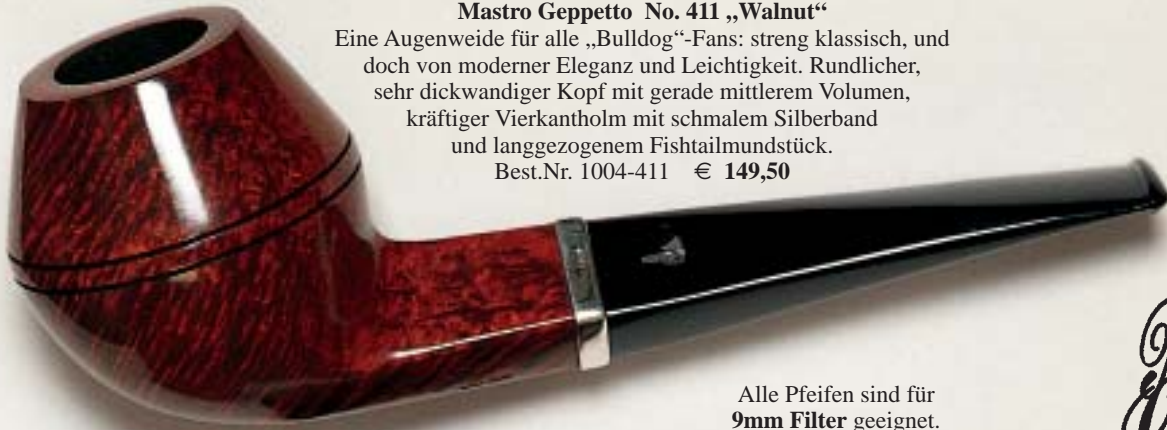 Mastro Geppetto No. 411 „Walnut“
Eine Augenweide für alle „Bulldog“-Fans: streng klassisch, und
doch von moderner Eleganz und Leichtigkeit. Rundlicher,
sehr dickwandiger Kopf mit gerade mittlerem Volumen,
kräftiger Vierkantholm mit schmalem Silberband
und langgezogenem Fishtailmundstück.
Best.Nr. 1004-411 € 149,50
Alle Pfeifen sind für
9mm Filter geeignet.